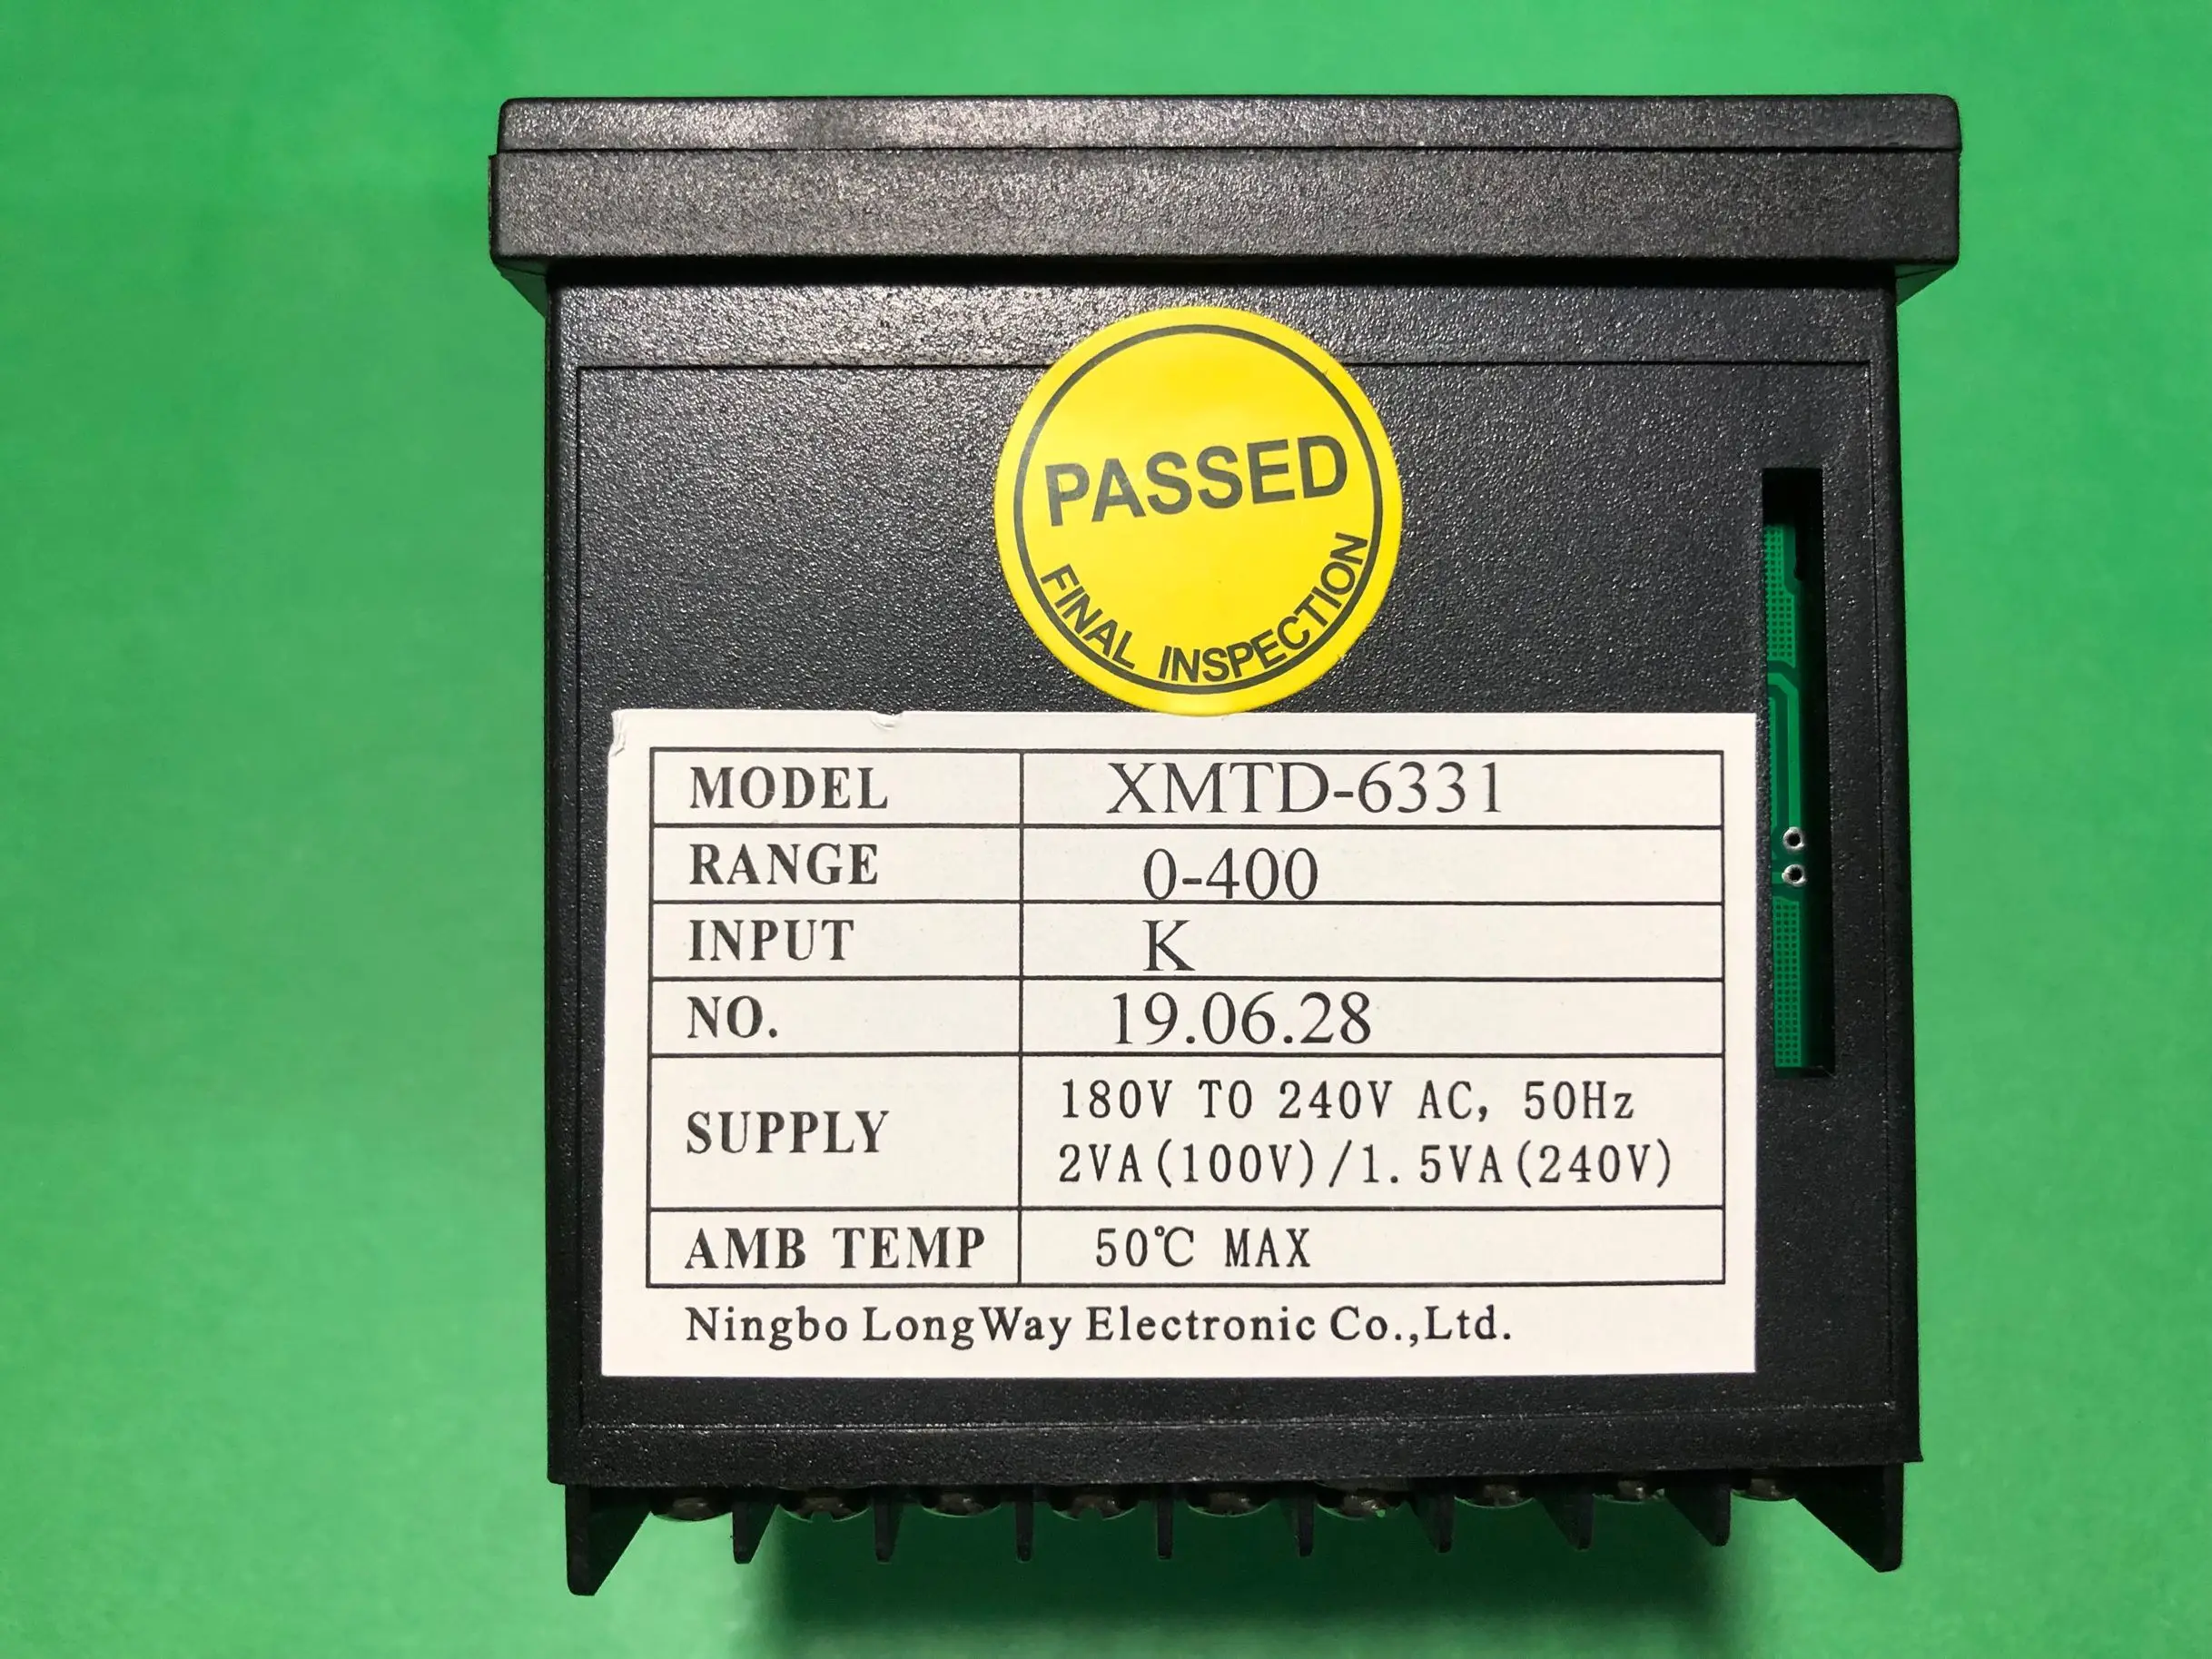 PASSED
FINAL INSPECTION
MODEL XMTD-6331
RANGE 0-400
INPUT K
NO. 19.06.28
SUPPLY 180V TO 240V AC, 50Hz
2VA(100V)/1.5VA(240V)
AMB TEMP 50℃ MAX
Ningbo LongWay Electronic Co.,Ltd.